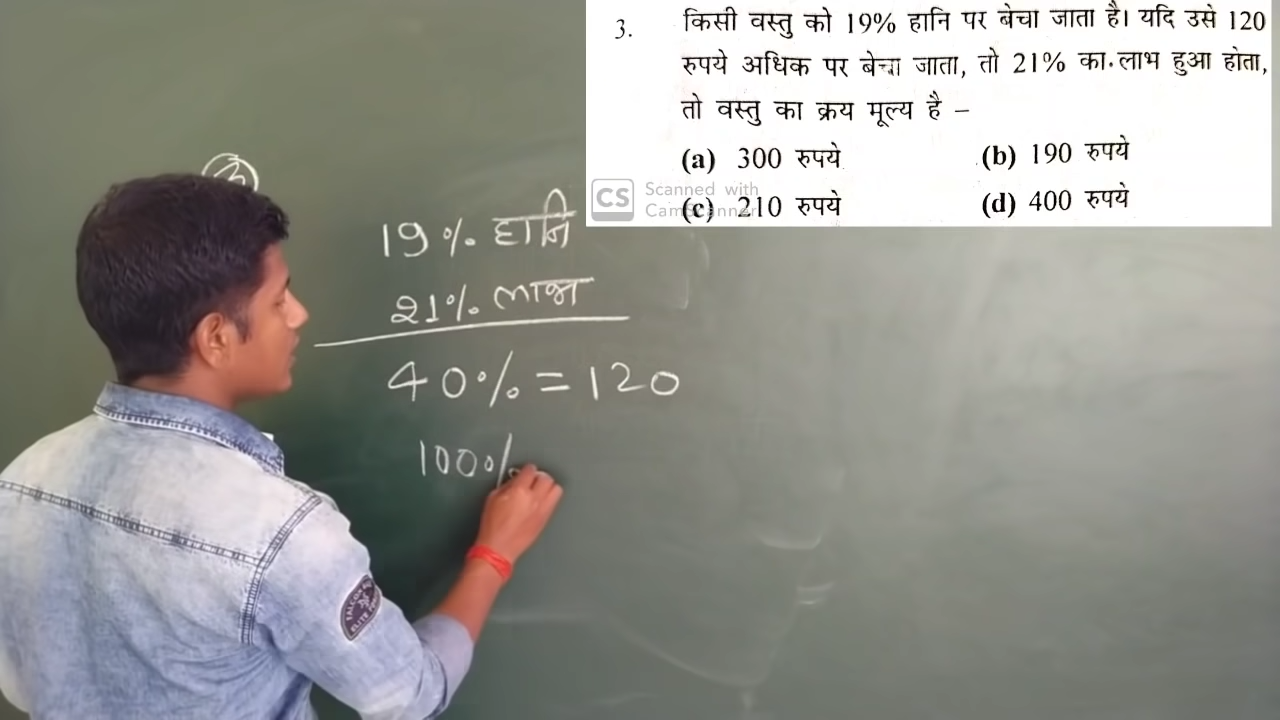 3. किसी वस्तु को 19% हानि पर बेचा जाता है। यदि उसे 120
रुपये अधिक पर बेचा जाता, तो 21% का लाभ हुआ होता,
तो वस्तु का क्रय मूल्य है –
(a) 300 रुपये (b) 190 रुपये
(c) 210 रुपये (d) 400 रुपये
CS Scanned with
CamScanner
19% हानि
21% लाभ
40% = 120
100%